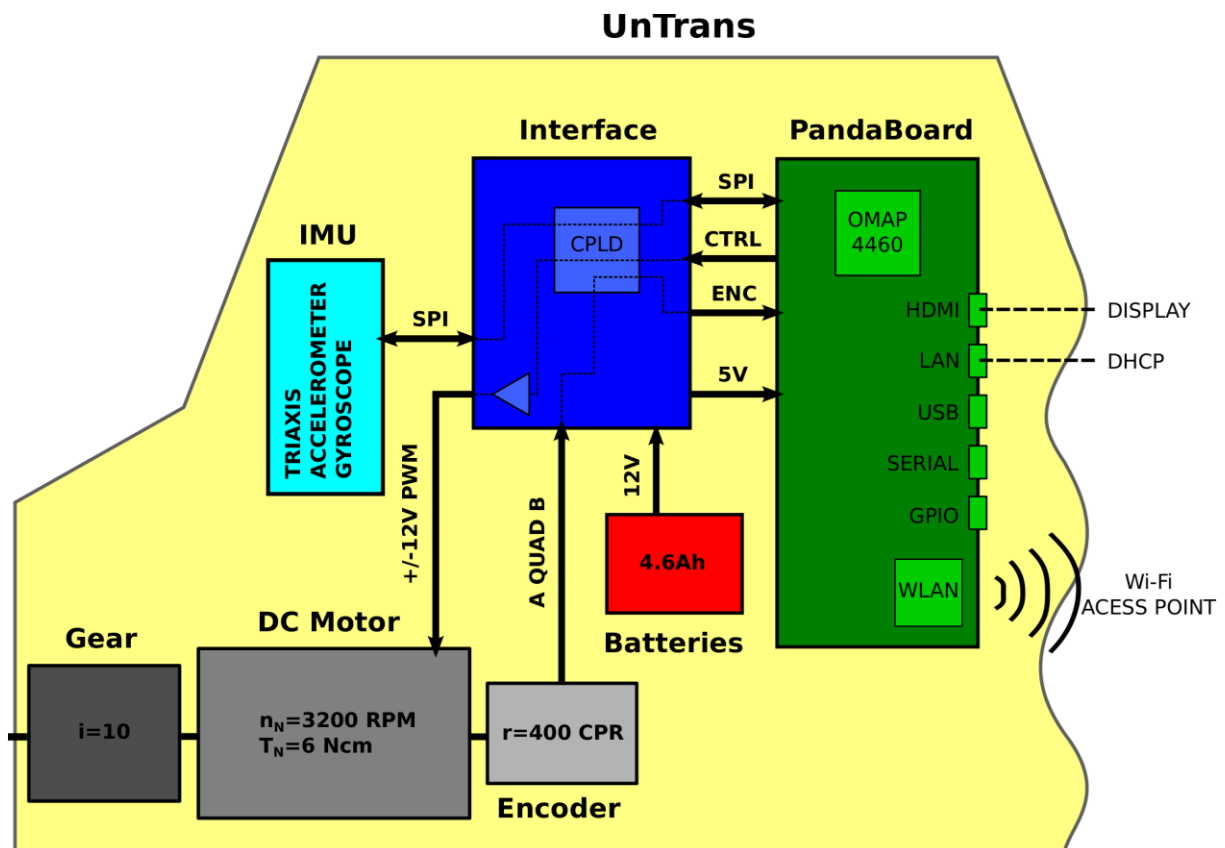 UnTrans
Interface
PandaBoard
SPI
OMAP
4460
CPLD
CTRL
IMU
ENC
HDMI
DISPLAY
SPI
TRIAXIS
ACCELEROMETER
GYROSCOPE
LAN
DHCP
5V
USB
12V
SERIAL
+/-12V PWM
A QUAD B
GPIO
4.6Ah
WLAN
Wi-Fi
ACESS POINT
Batteries
Gear
DC Motor
i=10
nN=3200 RPM
TN=6 Ncm
r=400 CPR
Encoder